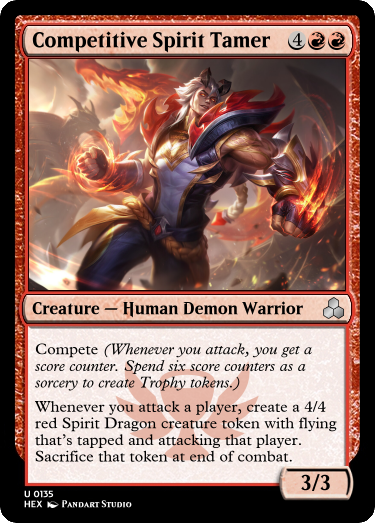 Competitive Spirit Tamer 4
Creature — Human Demon Warrior
Compete (Whenever you attack, you get a
score counter. Spend six score counters as a
sorcery to create Trophy tokens.)
Whenever you attack a player, create a 4/4
red Spirit Dragon creature token with flying
that's tapped and attacking that player.
Sacrifice that token at end of combat.
3/3
U 0135
HEX PANDART STUDIO